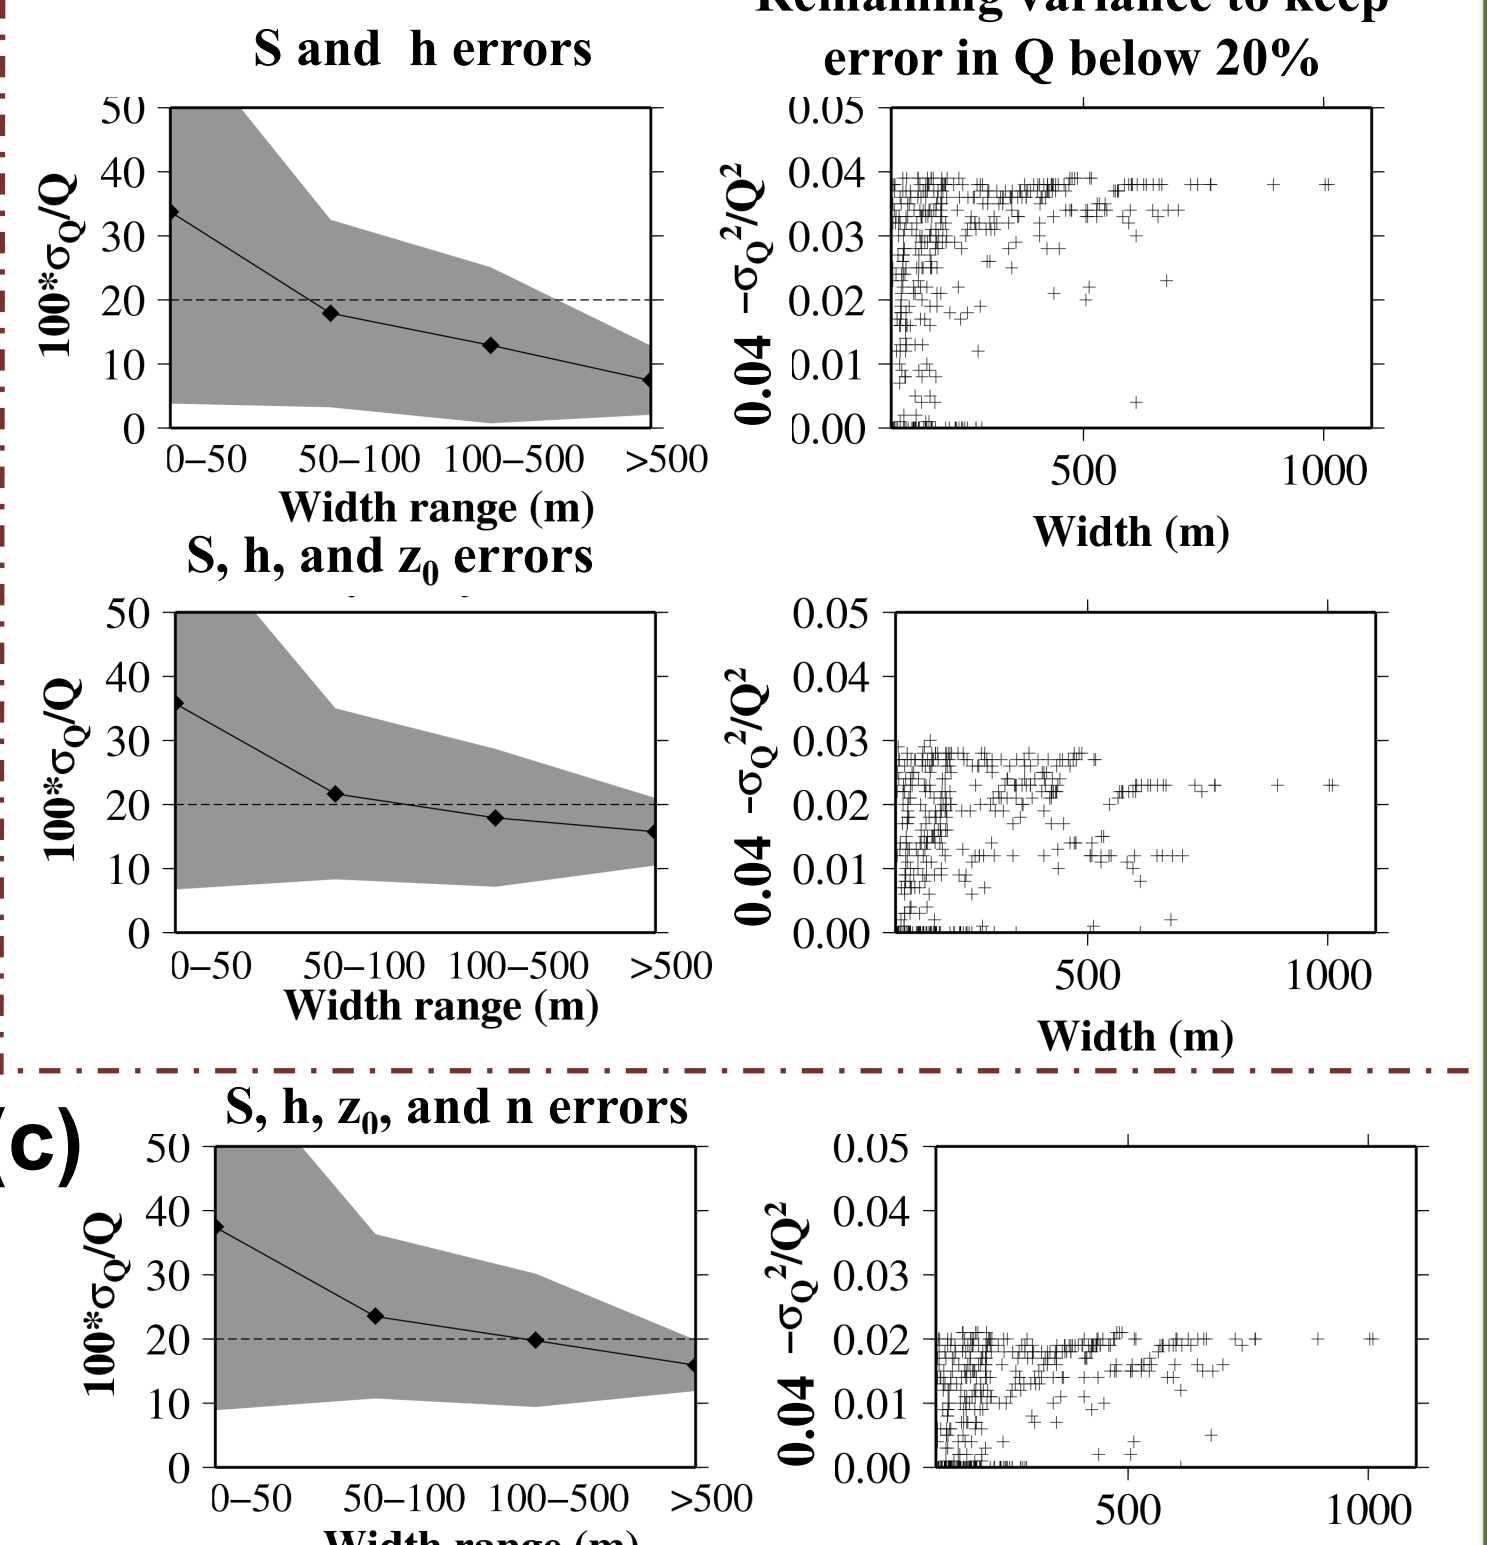 S and h errors
Remaining variance to keep
error in Q below 20%
50
40
30
20
10
0
100*σQ/Q
0–50 50–100 100–500 >500
Width range (m)
0.05
0.04
0.03
0.02
0.01
0.00
0.04 –σQ²/Q²
500 1000
Width (m)
S, h, and z₀ errors
50
40
30
20
10
0
100*σQ/Q
0–50 50–100 100–500 >500
Width range (m)
0.05
0.04
0.03
0.02
0.01
0.00
0.04 –σQ²/Q²
500 1000
Width (m)
(c)
S, h, z₀, and n errors
50
40
30
20
10
0
100*σQ/Q
0–50 50–100 100–500 >500
Width range (m)
0.05
0.04
0.03
0.02
0.01
0.00
0.04 –σQ²/Q²
500 1000